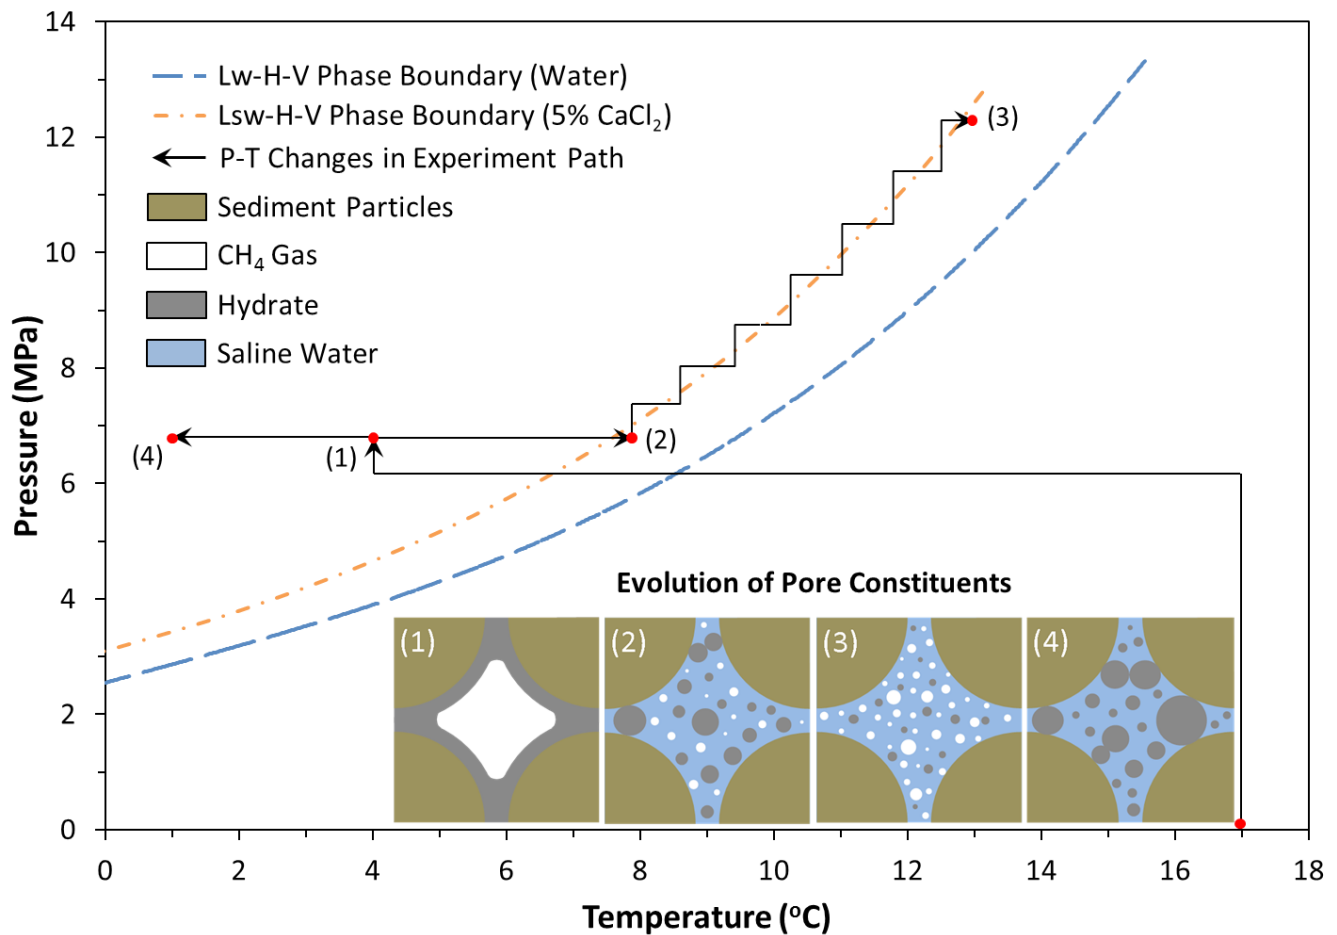 14
12
10
8
6
4
2
0
Pressure (MPa)
Lw-H-V Phase Boundary (Water)
Lsw-H-V Phase Boundary (5% CaCl₂)
P-T Changes in Experiment Path
Sediment Particles
CH₄ Gas
Hydrate
Saline Water
(3)
(4)
(1)
(2)
Evolution of Pore Constituents
(1)
(2)
(3)
(4)
0
2
4
6
8
10
12
14
16
18
Temperature (ºC)